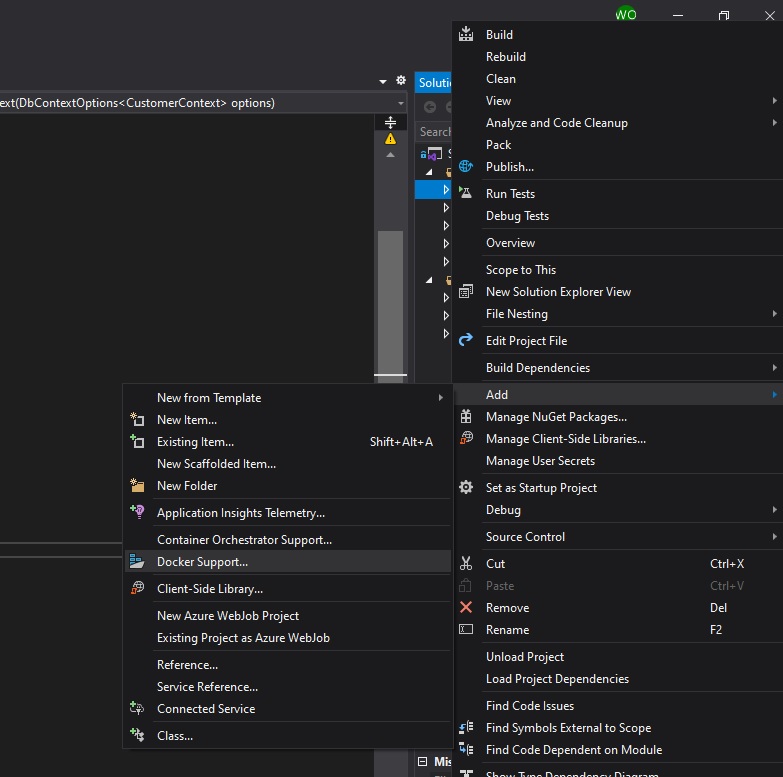 WO
ext(DbContextOptions<CustomerContext> options)
Solutio
Search
Build
Rebuild
Clean
View
Analyze and Code Cleanup
Pack
Publish...
Run Tests
Debug Tests
Overview
Scope to This
New Solution Explorer View
File Nesting
Edit Project File
Build Dependencies
Add
Manage NuGet Packages...
Manage Client-Side Libraries...
Manage User Secrets
Set as Startup Project
Debug
Source Control
Cut Ctrl+X
Paste Ctrl+V
Remove Del
Rename F2
Unload Project
Load Project Dependencies
Find Code Issues
Find Symbols External to Scope
Find Code Dependent on Module
Show Type Dependency Diagram
New from Template
New Item...
Existing Item... Shift+Alt+A
New Scaffolded Item...
New Folder
Application Insights Telemetry...
Container Orchestrator Support...
Docker Support...
Client-Side Library...
New Azure WebJob Project
Existing Project as Azure WebJob
Reference...
Service Reference...
Connected Service
Class...
Mis